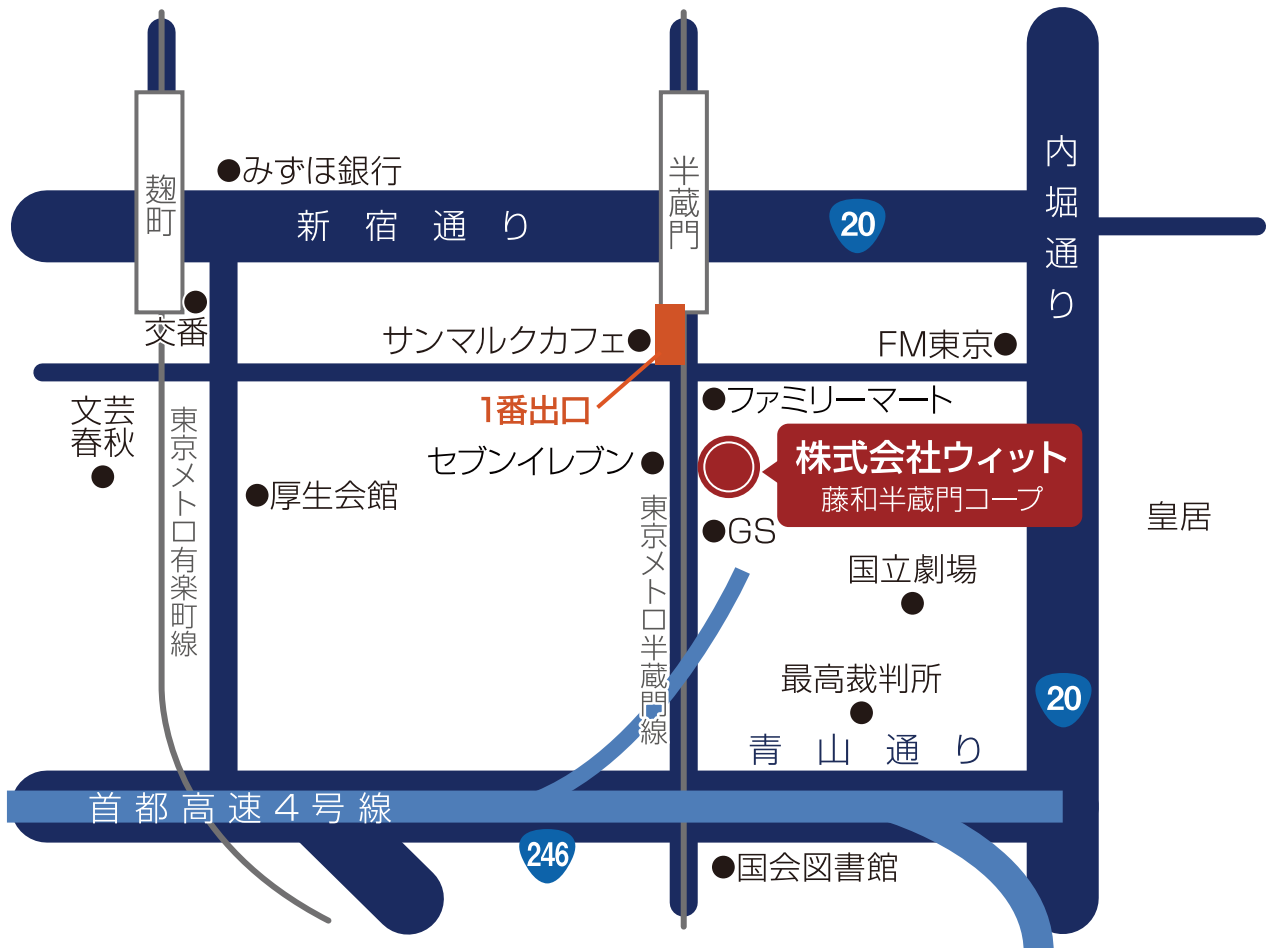 みずほ銀行
麹町
半蔵門
内堀通り
新宿通り
20
交番
サンマルクカフェ
FM東京
1番出口
ファミリーマート
文芸
春秋
セブンイレブン
株式会社ウィット
藤和半蔵門コープ
東京メトロ有楽町線
厚生会館
東京メトロ半蔵門線
GS
皇居
国立劇場
最高裁判所
20
青山通り
首都高速4号線
246
国会図書館